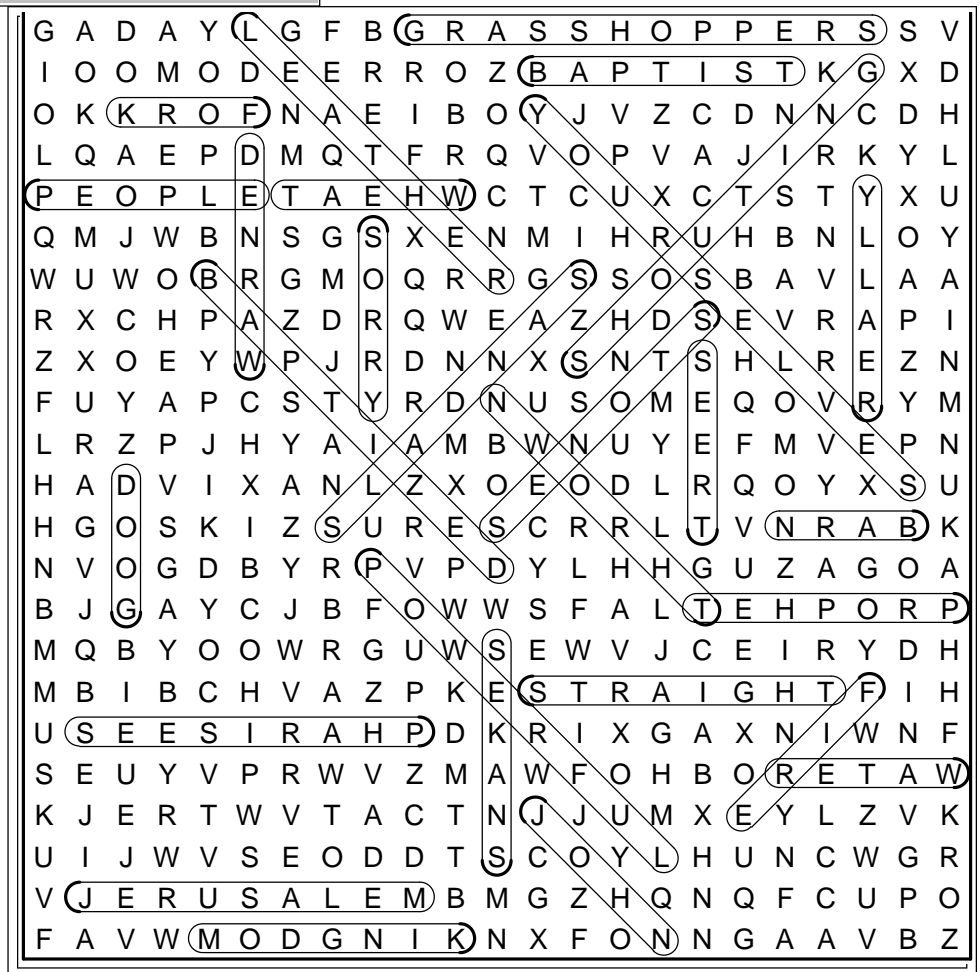 G A D A Y L G F B G R A S S H O P P E R S S V
I O O M O D E E R R O Z B A P T I S T K G X D
O K K R O F N A E I B O Y J V Z C D N N C D H
L Q A E P D M Q T F R Q V O P V A J I R K Y L
P E O P L E T A E H W C T C U X C T S T Y X U
Q M J W B N S G S X E N M I H R U H B N L O Y
W U W O B R G M O Q R R G S S O S B A V L A A
R X C H P A Z D R Q W E A Z H D S E V R A P I
Z X O E Y W P J R D N N X S N T S H L R E Z N
F U Y A P C S T Y R D N U S O M E Q O V R Y M
L R Z P J H Y A I A M B W N U Y E F M V E P N
H A D V I X A N L Z X O E O D L R Q O Y X S U
H G O S K I Z S U R E S C R R L T V N R A B K
N V O G D B Y R P V P D Y L H H G U Z A G O A
B J G A Y C J B F O W W S F A L T E H P O R P
M Q B Y O O W R G U W S E W V J C E I R Y D H
M B I B C H V A Z P K E S T R A I G H T F I H
U S E E S I R A H P D K R I X G A X N I W N F
S E U Y V P R W V Z M A W F O H B O R E T A W
K J E R T W V T A C T N J J U M X E Y L Z V K
U I J W V S E O D D T S C O Y L H U N C W G R
V J E R U S A L E M B M G Z H Q N Q F C U P O
F A V W M O D G N I K N X F O N N G A A V B Z